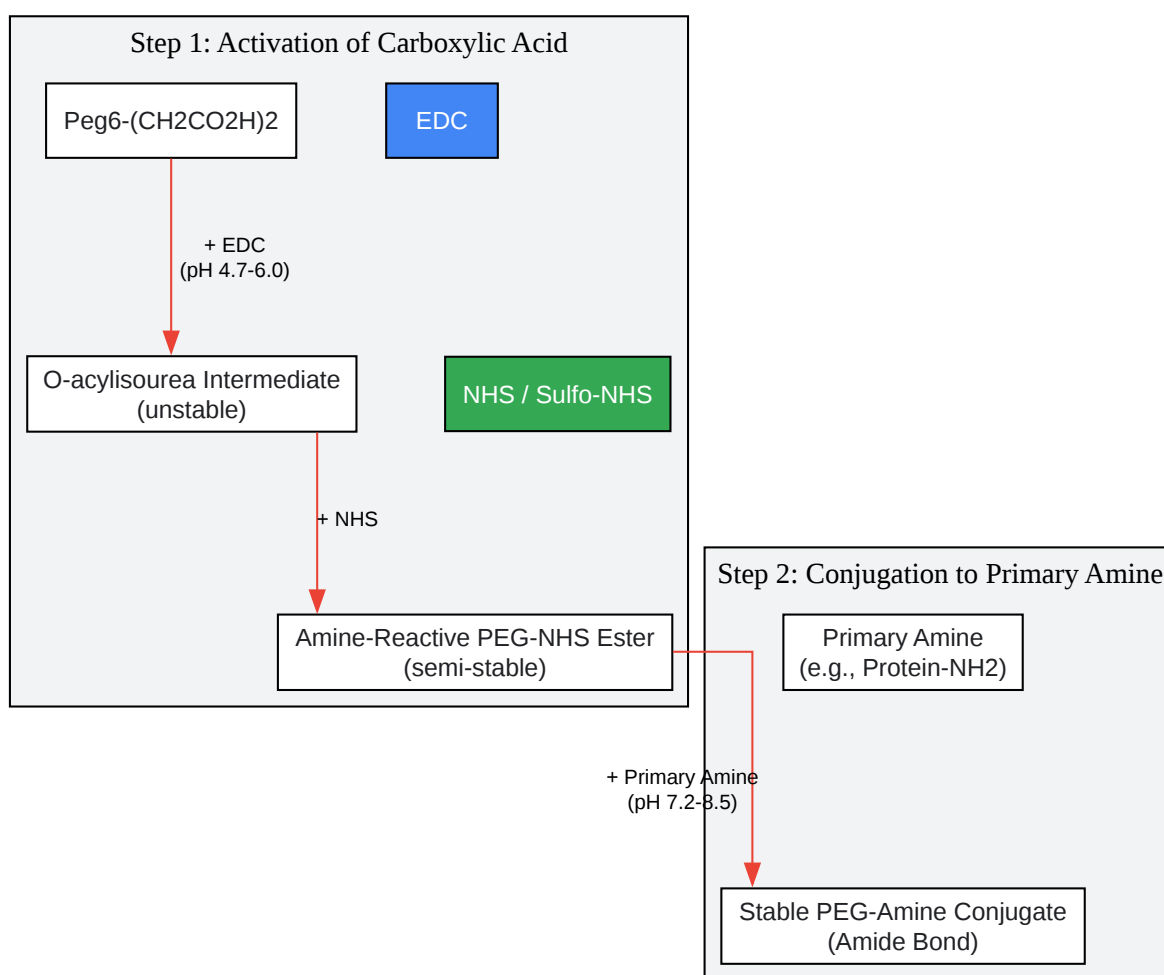 Step 1: Activation of Carboxylic Acid
Peg6-(CH2CO2H)2
EDC
+ EDC
(pH 4.7-6.0)
O-acylisourea Intermediate
(unstable)
NHS / Sulfo-NHS
+ NHS
Amine-Reactive PEG-NHS Ester
(semi-stable)
Step 2: Conjugation to Primary Amine
Primary Amine
(e.g., Protein-NH2)
+ Primary Amine
(pH 7.2-8.5)
Stable PEG-Amine Conjugate
(Amide Bond)